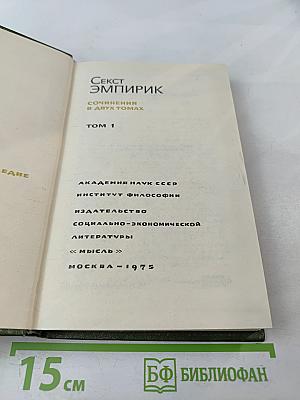 Секст
ЭМПИРИК
СОЧИНЕНИЯ
В ДВУХ ТОМАХ
ТОМ 1
ЕДИЕ
АКАДЕМИЯ НАУК СССР
ИНСТИТУТ ФИЛОСОФИИ
ИЗДАТЕЛЬСТВО
СОЦИАЛЬНО-ЭКОНОМИЧЕСКОЙ
ЛИТЕРАТУРЫ
«МЫСЛЬ»
МОСКВА — 1975
15 см
БФ БИБЛИОФАН